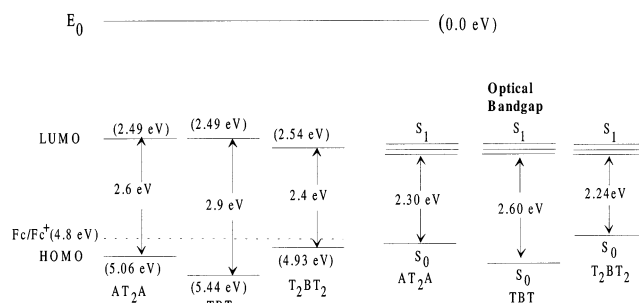 E0 (0.0 eV)
Optical
Bandgap
(2.49 eV) (2.49 eV) (2.54 eV) S1 S1 S1
LUMO
2.6 eV 2.9 eV 2.4 eV 2.30 eV 2.60 eV 2.24eV
Fc/Fc+(4.8 eV)
HOMO
(5.06 eV) (5.44 eV) (4.93 eV) S0 S0 S0
AT2A TBT T2BT2 AT2A TBT T2BT2